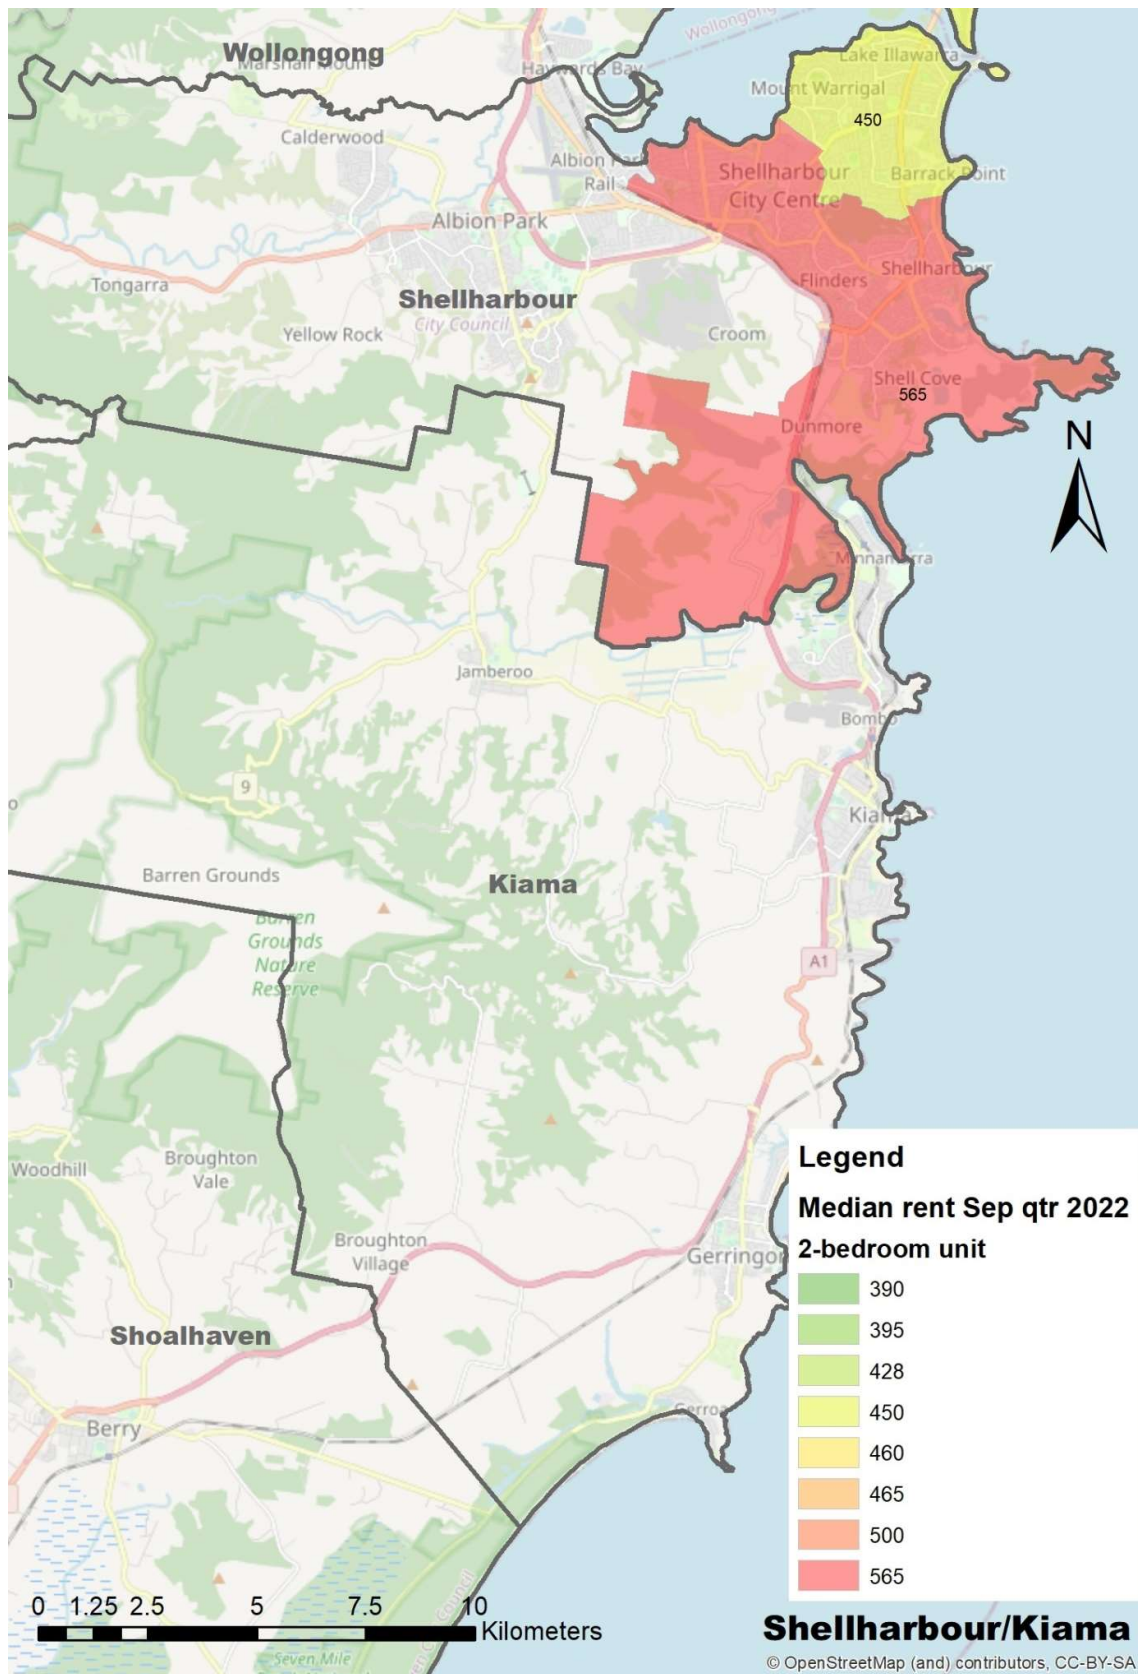 Wollongong
Wollongong
Marshall Mount
Haywards Bay
Lake Illawarra
Mount Warrigal
450
Calderwood
Albion Park
Rail
Shellharbour
City Centre
Barrack Point
Albion Park
Tongarra
Flinders
Shellharbour
Shellharbour
City Council
Yellow Rock
Croom
Shell Cove
565
Dunmore
N
Minnamurra
Jamberoo
Bombo
9
Kiama
Barren Grounds
Kiama
Barren
Grounds
Nature
Reserve
A1
Woodhill
Broughton
Vale
Broughton
Village
Gerringon
Shoalhaven
Gerroa
Berry
Legend
Median rent Sep qtr 2022
2-bedroom unit
390
395
428
450
460
465
500
565
0 1.25 2.5 5 7.5 10
Kilometers
Seven Mile
Council
Shellharbour/Kiama
© OpenStreetMap (and) contributors, CC-BY-SA